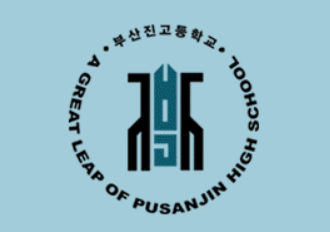 부산진고등학교
A GREAT LEAP OF PUSANJIN HIGH SCHOOL